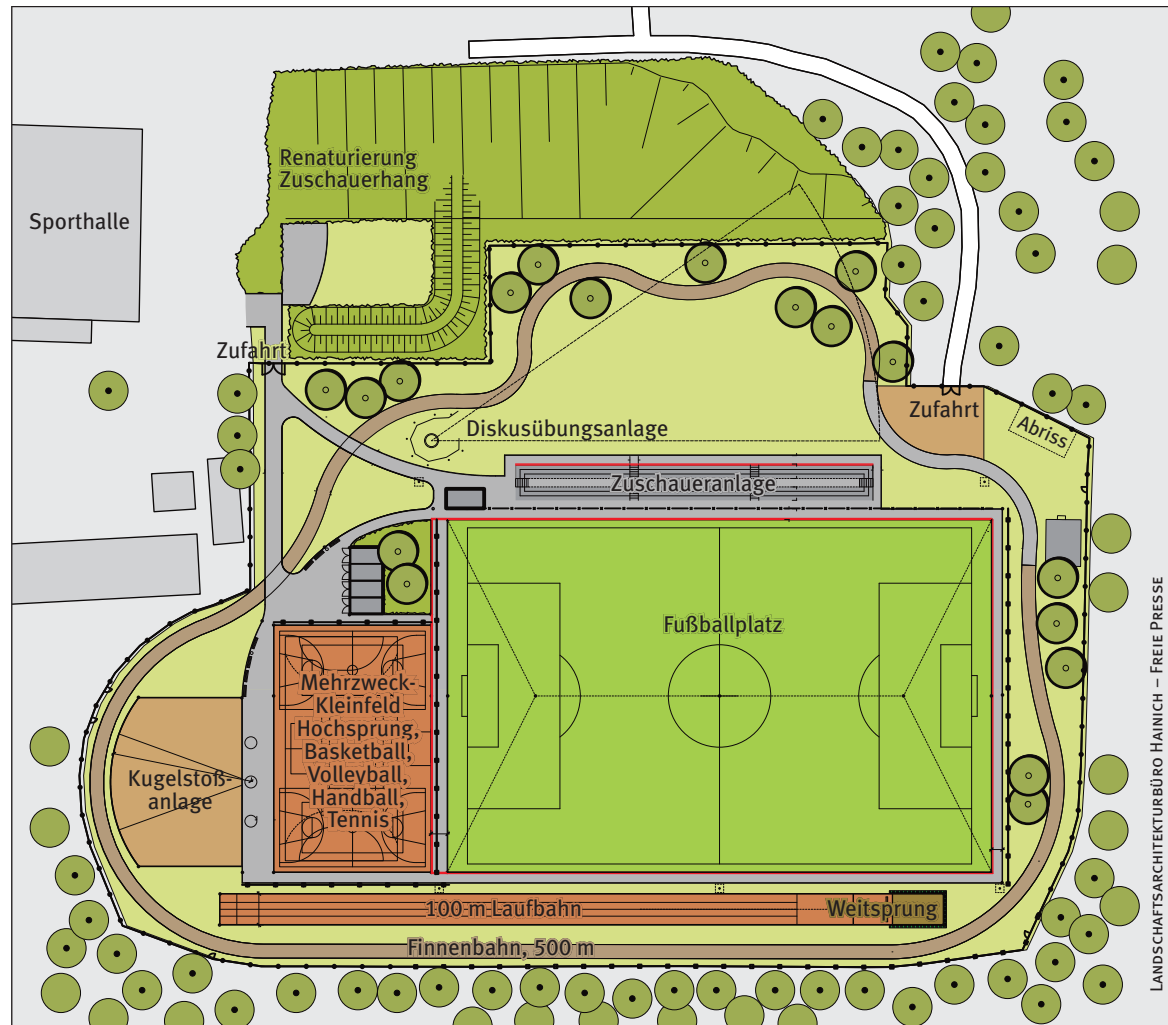 Renaturierung
Zuschauerhang
Sporthalle
Zufahrt
Zufahrt
Abriss
Diskusübungsanlage
Zuschaueranlage
Fußballplatz
Mehrzweck-
Kleinfeld
Hochsprung,
Basketball,
Volleyball,
Handball,
Tennis
Kugelstoß-
anlage
100 m-Laufbahn
Weitsprung
Finnenbahn, 500 m
LANDSCHAFTSARCHITEKTURBÜRO HAINICH – FREIE PRESSE